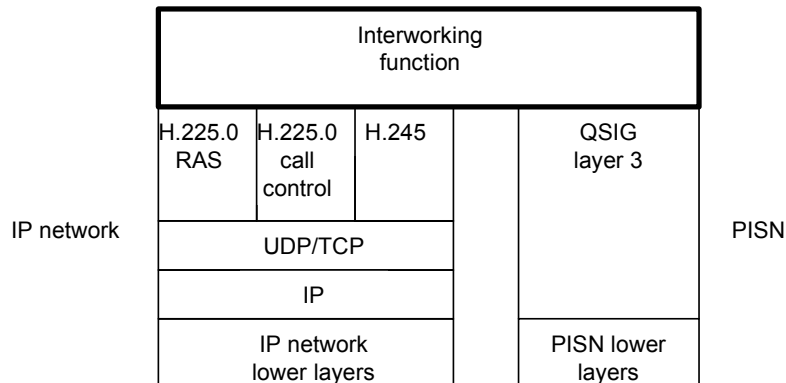 Interworking
function
H.225.0
RAS
H.225.0
call
control
H.245
QSIG
layer 3
IP network
PISN
UDP/TCP
IP
IP network
lower layers
PISN lower
layers